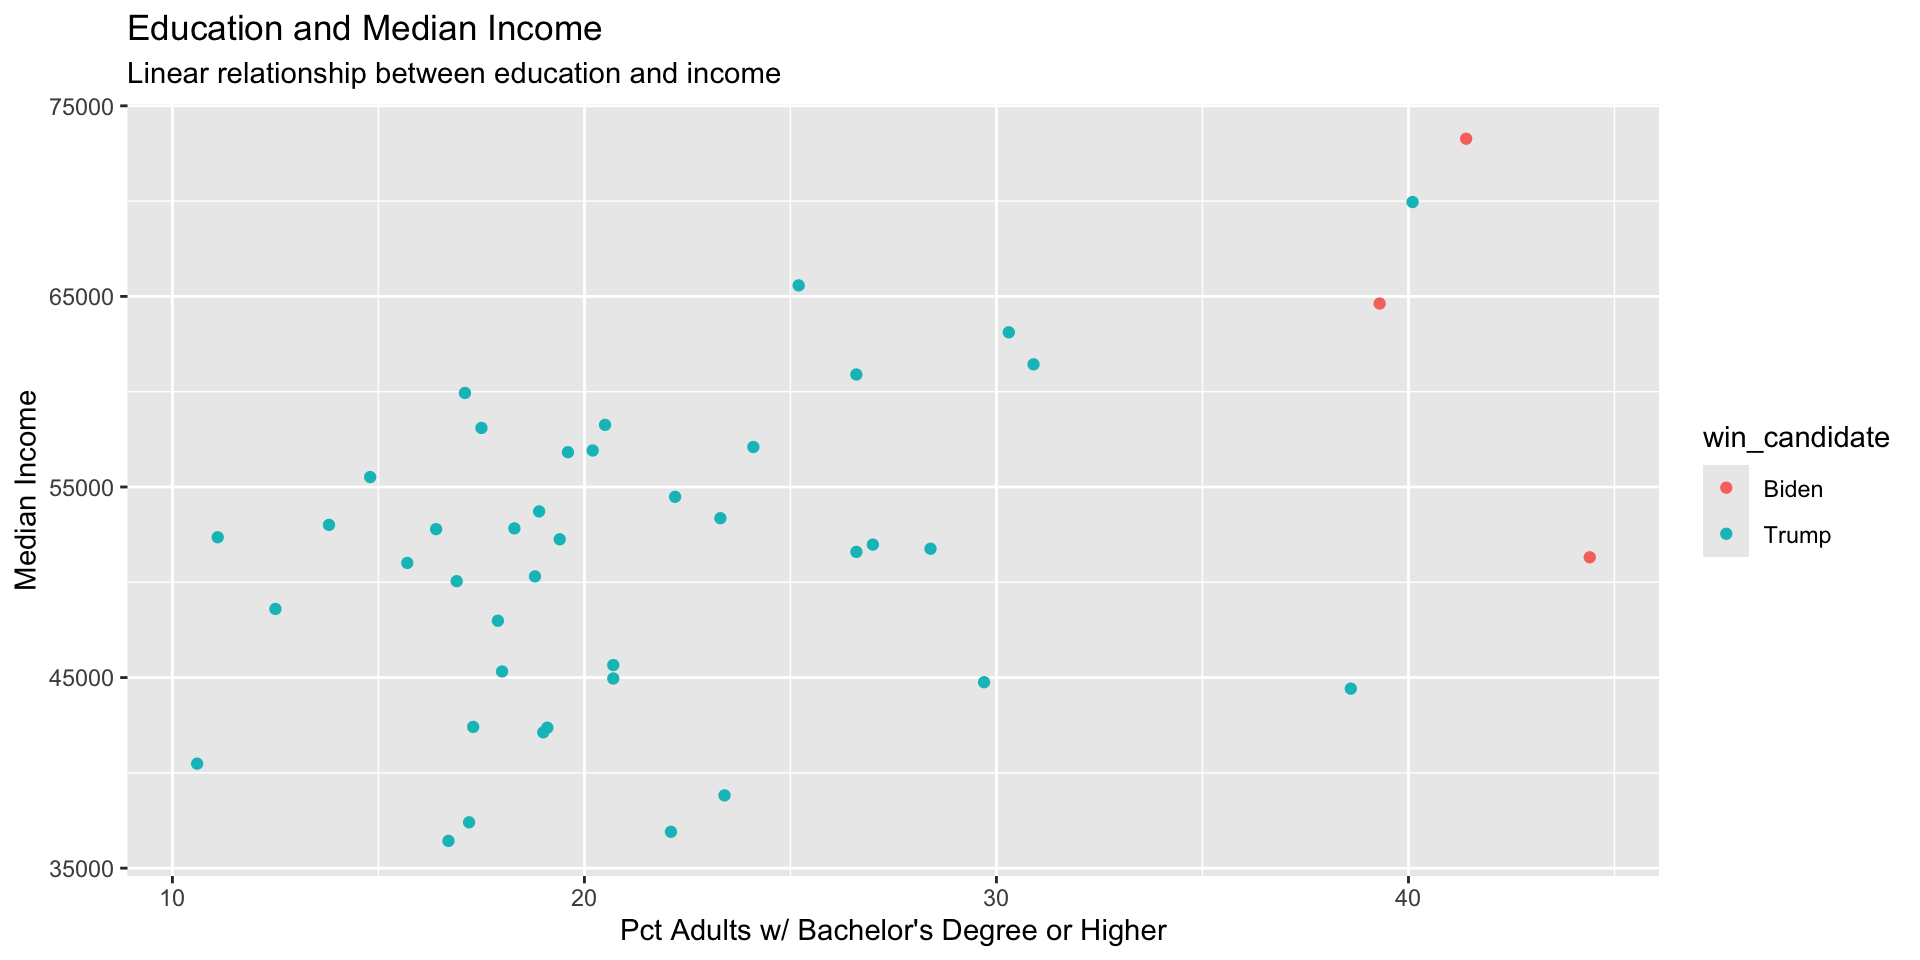 Education and Median Income
Linear relationship between education and income
75000
65000
55000
45000
35000
Median Income
10 20 30 40
Pct Adults w/ Bachelor's Degree or Higher
win_candidate
Biden
Trump